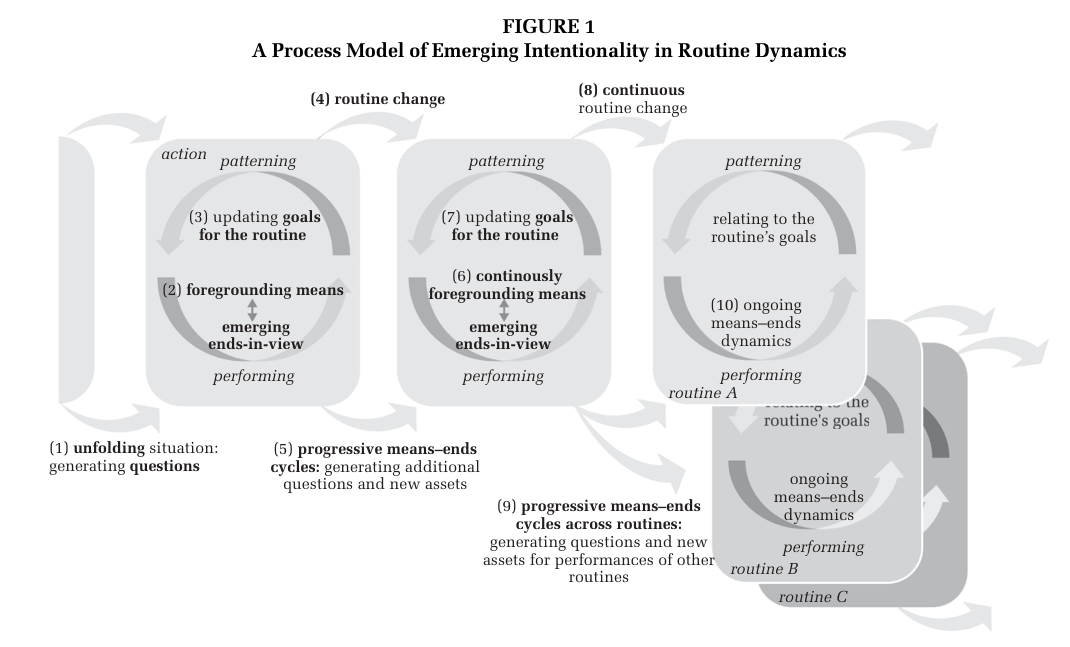 FIGURE 1
A Process Model of Emerging Intentionality in Routine Dynamics
(4) routine change
(8) continuous
routine change
action
patterning
(3) updating goals
for the routine
(2) foregrounding means
emerging
ends-in-view
performing
patterning
(7) updating goals
for the routine
(6) continously
foregrounding means
emerging
ends-in-view
performing
patterning
relating to the
routine's goals
(10) ongoing
means–ends
dynamics
performing
routine A
relating to the
routine's goals
ongoing
means–ends
dynamics
performing
routine B
routine C
(1) unfolding situation:
generating questions
(5) progressive means–ends
cycles: generating additional
questions and new assets
(9) progressive means–ends
cycles across routines:
generating questions and new
assets for performances of other
routines